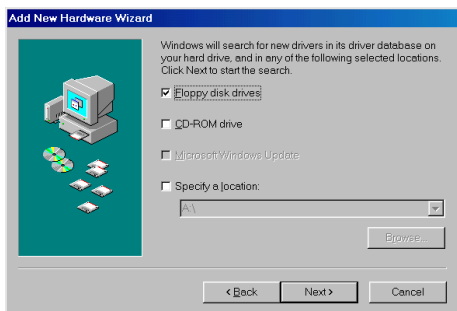 Add New Hardware Wizard
Windows will search for new drivers in its driver database on
your hard drive, and in any of the following selected locations.
Click Next to start the search.
Floppy disk drives
CD-ROM drive
Microsoft Windows Update
Specify a location:
A:\
Browse...
< Back
Next >
Cancel